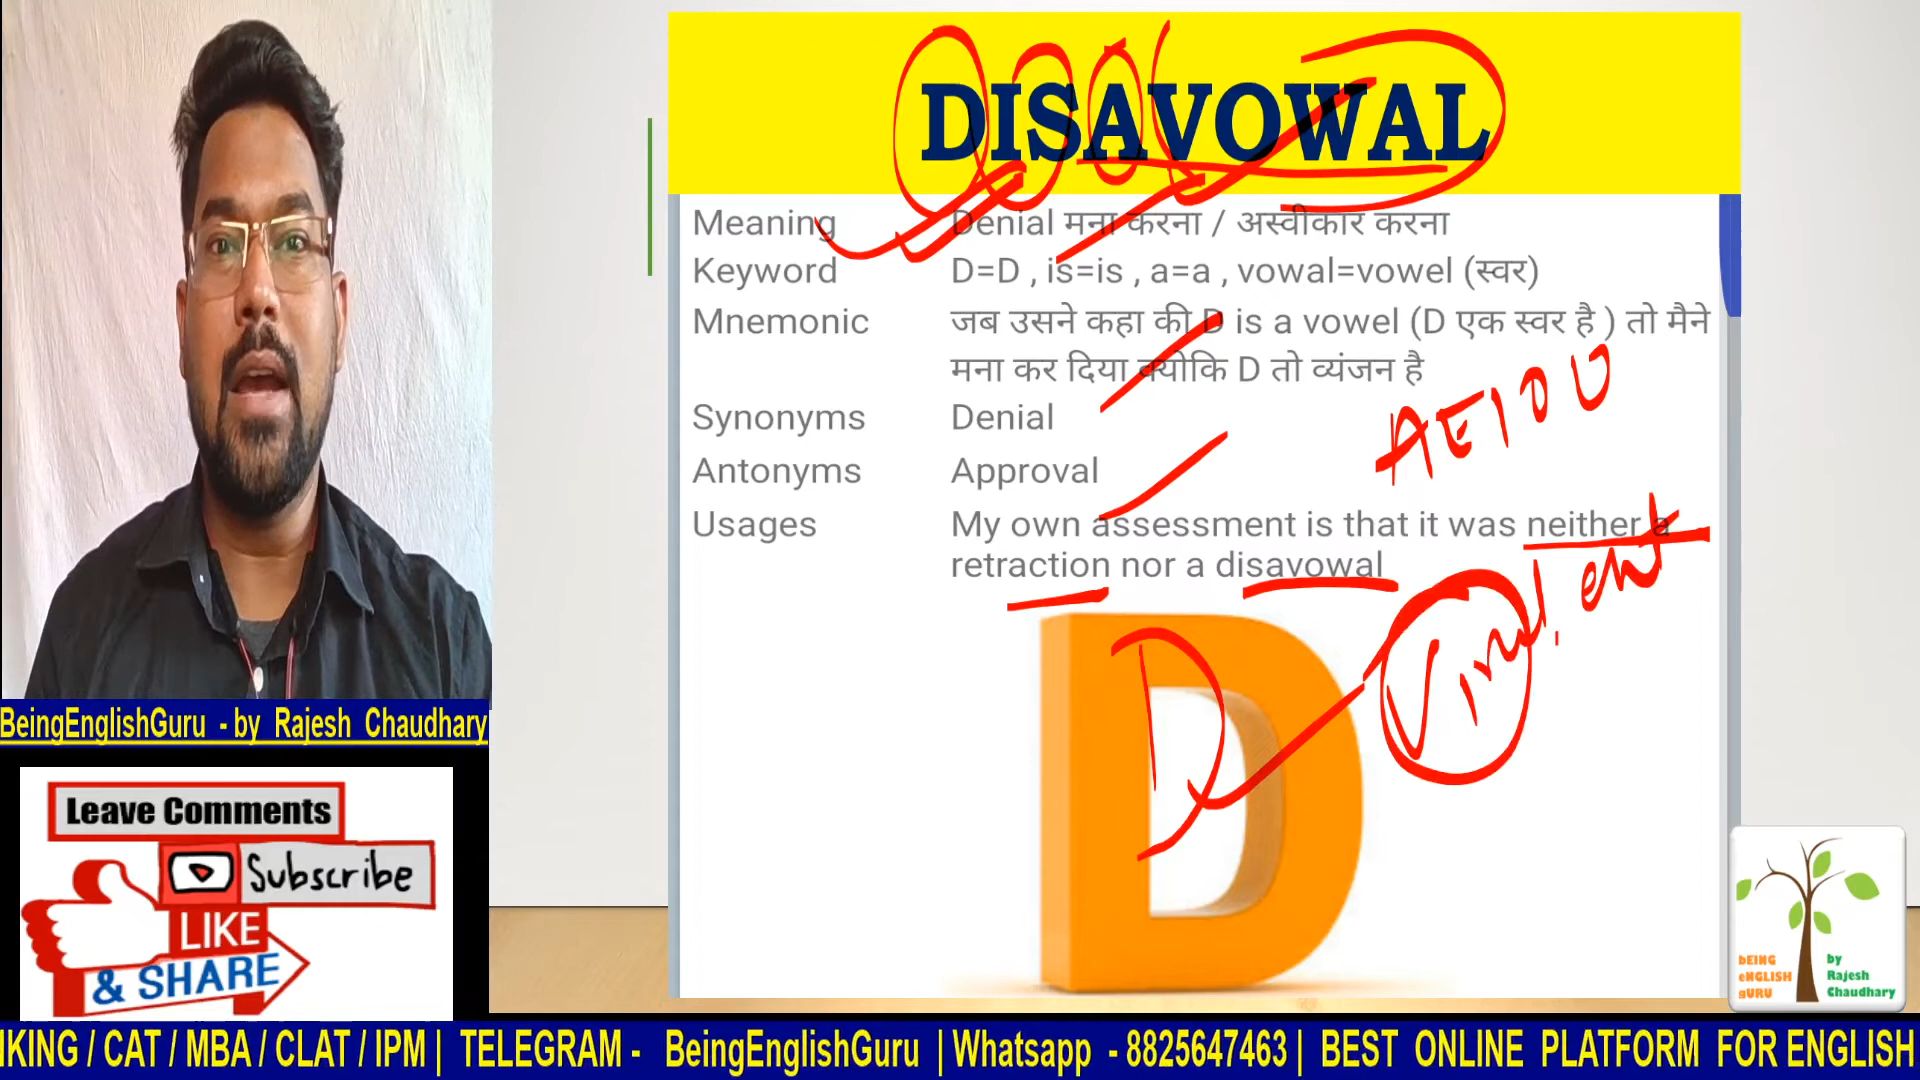 DISAVOWAL
Meaning Denial मना करना / अस्वीकार करना
Keyword D=D , is=is , a=a , vowal=vowel (स्वर)
Mnemonic जब उसने कहा की D is a vowel (D एक स्वर है ) तो मैने
मना कर दिया क्योकि D तो व्यंजन है
Synonyms Denial
Antonyms Approval
Usages My own assessment is that it was neither a
retraction nor a disavowal
AEIOU
D
D
BeingEnglishGuru - by Rajesh Chaudhary
Leave Comments
Subscribe
LIKE
& SHARE
bEING
eNGLISH
gURU
by
Rajesh
Chaudhary
IKING / CAT / MBA / CLAT / IPM | TELEGRAM - BeingEnglishGuru | Whatsapp - 8825647463 | BEST ONLINE PLATFORM FOR ENGLISH